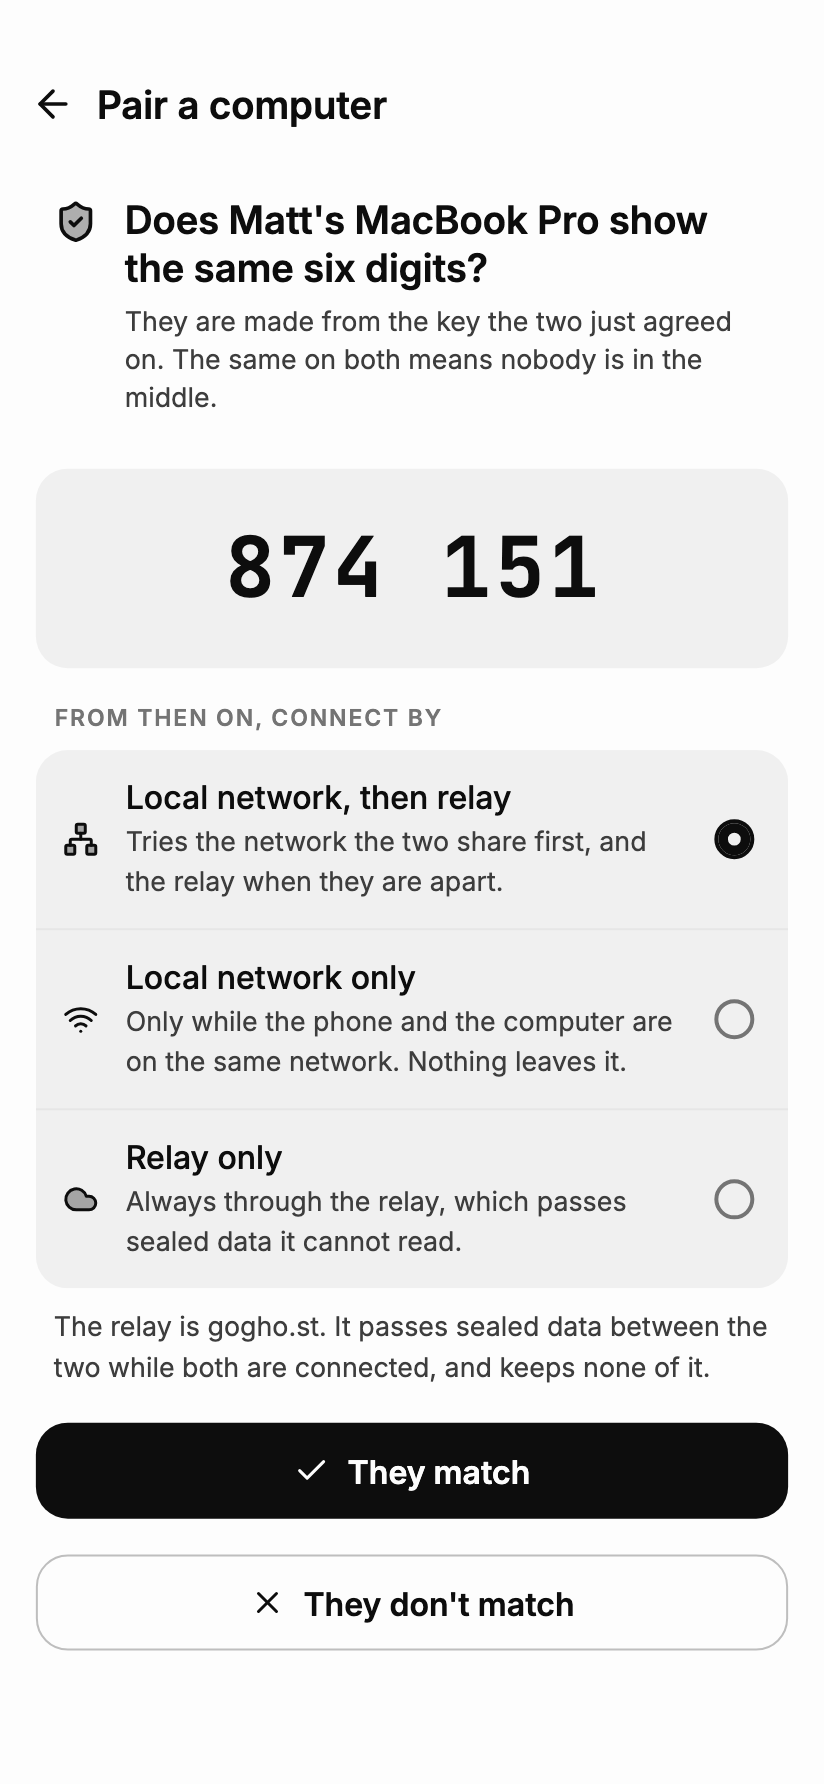 Pair a computer
Does Matt's MacBook Pro show
the same six digits?
They are made from the key the two just agreed
on. The same on both means nobody is in the
middle.
874 151
FROM THEN ON, CONNECT BY
Local network, then relay
Tries the network the two share first, and
the relay when they are apart.
Local network only
Only while the phone and the computer are
on the same network. Nothing leaves it.
Relay only
Always through the relay, which passes
sealed data it cannot read.
The relay is gogho.st. It passes sealed data between the
two while both are connected, and keeps none of it.
They match
They don't match